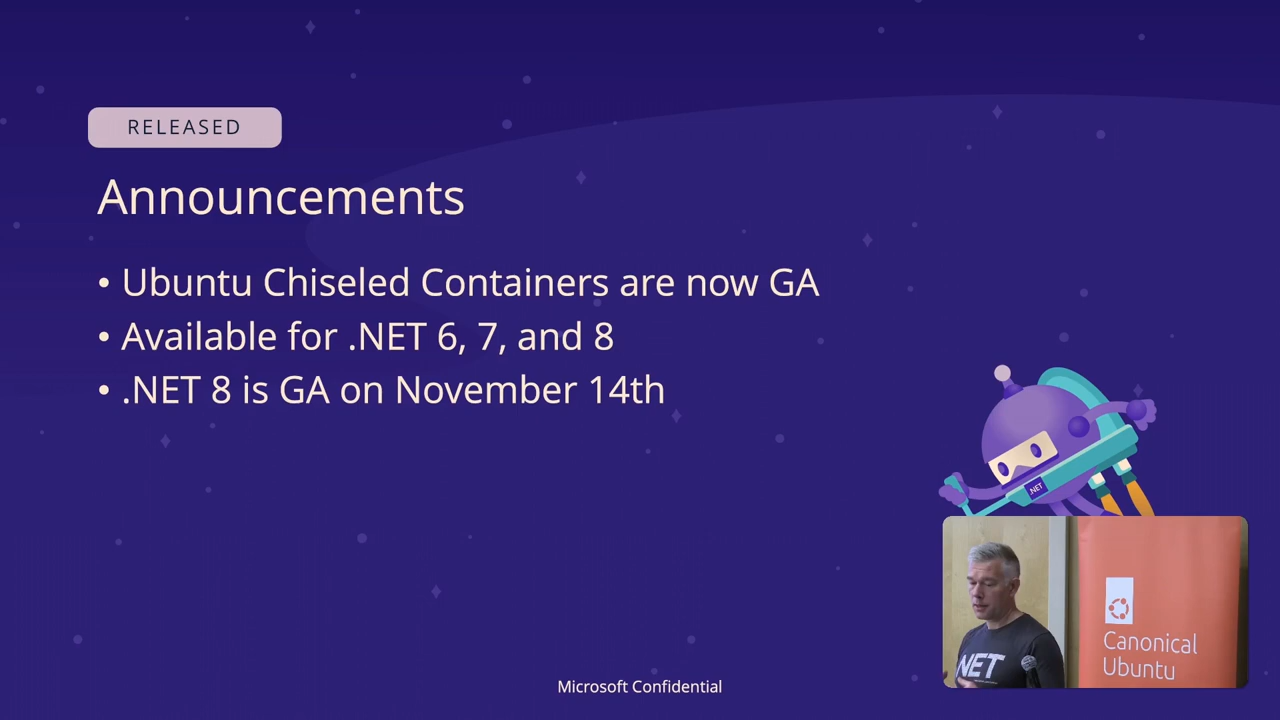 RELEASED
Announcements
• Ubuntu Chiseled Containers are now GA
• Available for .NET 6, 7, and 8
• .NET 8 is GA on November 14th
.NET
.NET
Canonical
Ubuntu
Microsoft Confidential